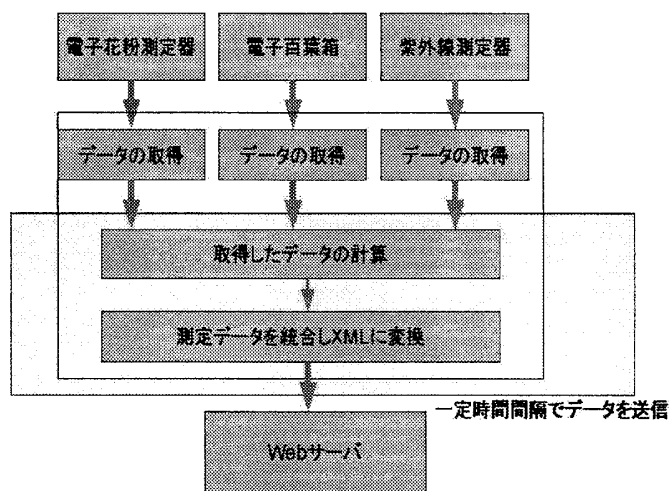 電子花粉測定器
電子百葉箱
紫外線測定器
データの取得
データの取得
データの取得
取得したデータの計算
測定データを統合しXMLに変換
一定時間間隔でデータを送信
Webサーバ